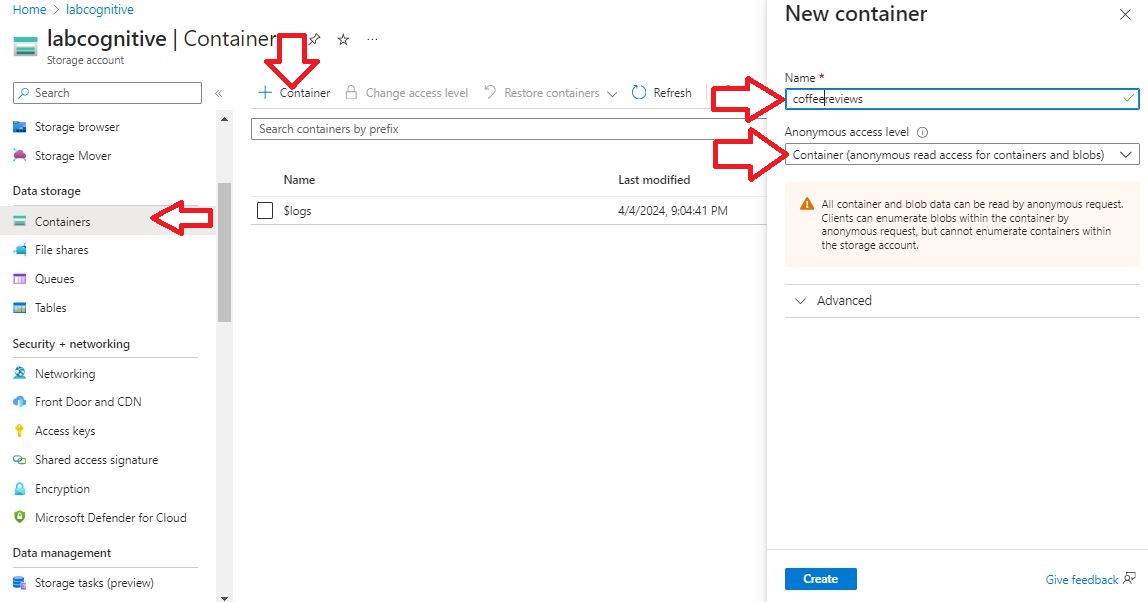 Home > labcognitive
labcognitive | Container
Storage account
...
Search
«
Storage browser
Storage Mover
Data storage
Containers
File shares
Queues
Tables
Security + networking
Networking
Front Door and CDN
Access keys
Shared access signature
Encryption
Microsoft Defender for Cloud
Data management
Storage tasks (preview)
+ Container
Change access level
Restore containers
Refresh
Search containers by prefix
Name Last modified
$logs 4/4/2024, 9:04:41 PM
New container
Name *
coffeereviews
Anonymous access level
Container (anonymous read access for containers and blobs)
All container and blob data can be read by anonymous request.
Clients can enumerate blobs within the container by
anonymous request, but cannot enumerate containers within
the storage account.
Advanced
Create
Give feedback